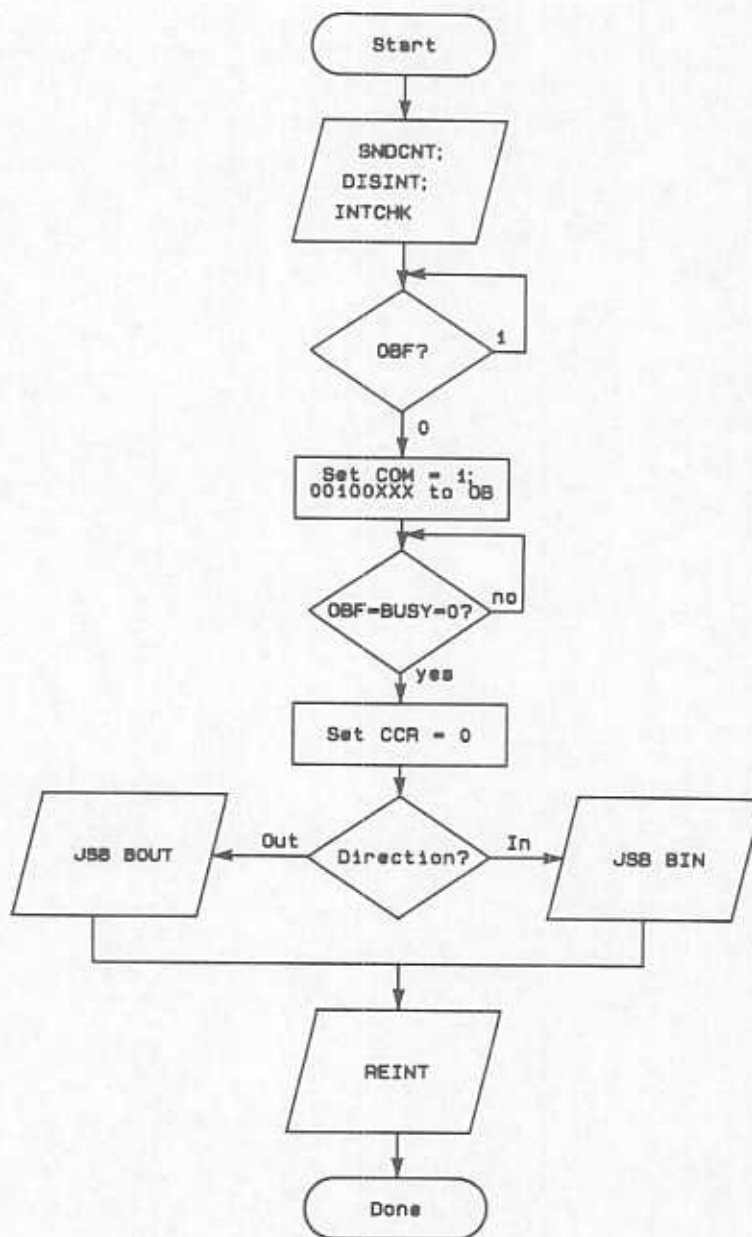 Start
SNDCNT;
DISINT;
INTCHK
OBF?
1
0
Set COM = 1;
00100XXX to OB
OBF=BUSY=0?
no
yes
Set CCR = 0
JSB BOUT
Out
Direction?
In
JSB BIN
REINT
Done